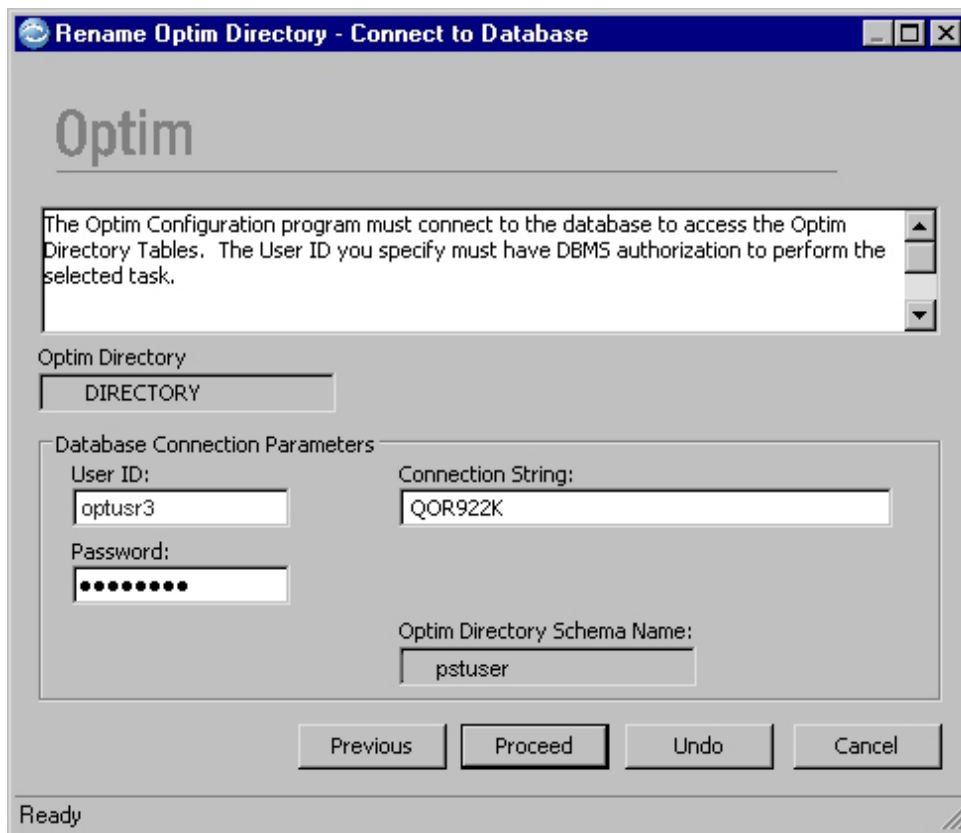 Rename Optim Directory - Connect to Database
Optim
The Optim Configuration program must connect to the database to access the Optim
Directory Tables. The User ID you specify must have DBMS authorization to perform the
selected task.
Optim Directory
DIRECTORY
Database Connection Parameters
User ID:
Connection String:
optusr3
QOR922K
Password:
●●●●●●●●
Optim Directory Schema Name:
pstuser
Previous
Proceed
Undo
Cancel
Ready